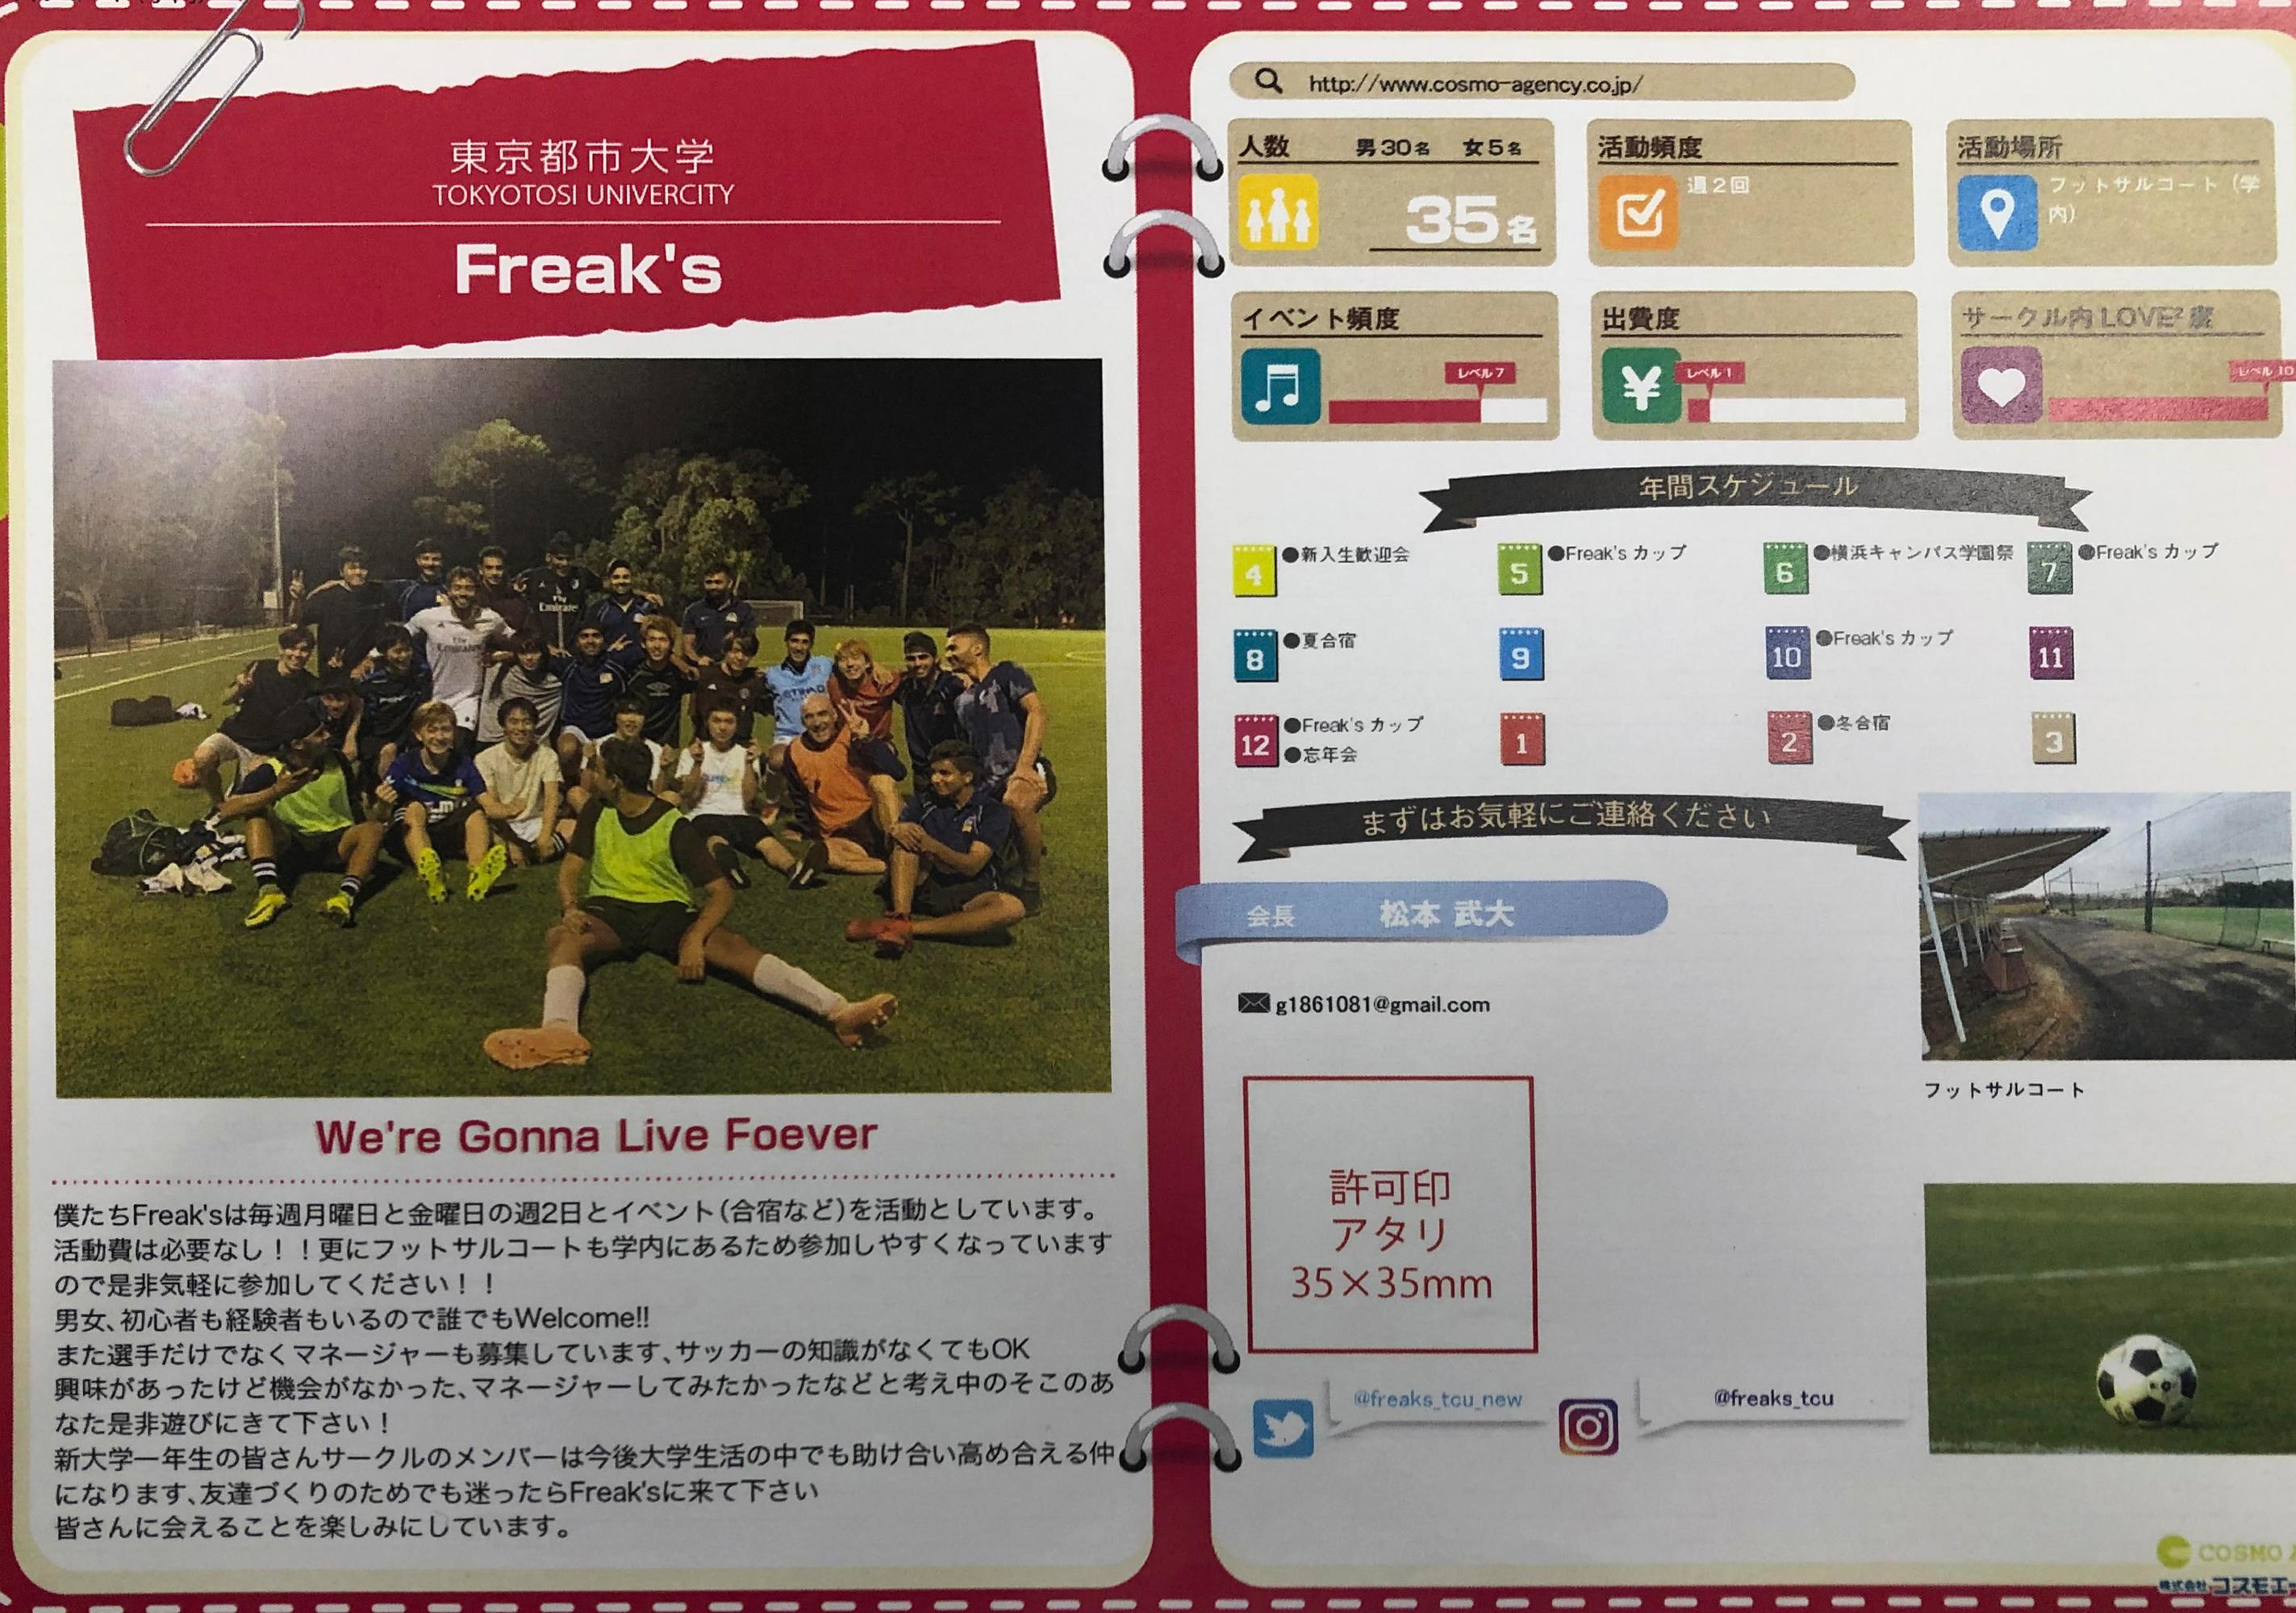 東京都市大学
TOKYOTOSI UNIVERCITY
Freak's
We're Gonna Live Foever
僕たちFreak'sは毎週月曜日と金曜日の週2日とイベント(合宿など)を活動としています。
活動費は必要なし！！更にフットサルコートも学内にあるため参加しやすくなっています
ので是非気軽に参加してください！！
男女、初心者も経験者もいるので誰でもWelcome!!
また選手だけでなくマネージャーも募集しています、サッカーの知識がなくてもOK
興味があったけど機会がなかった、マネージャーしてみたかったなどと考え中のそこのあ
なた是非遊びにきて下さい！
新大学一年生の皆さんサークルのメンバーは今後大学生活の中でも助け合い高め合える仲
になります、友達づくりのためでも迷ったらFreak'sに来て下さい
皆さんに会えることを楽しみにしています。
http://www.cosmo-agency.co.jp/
人数 男30名 女5名
35名
活動頻度
週2回
活動場所
フットサルコート（学
内）
イベント頻度
レベル7
出費度
レベル1
サークル内LOVE²度
レベル10
年間スケジュール
4 ●新入生歓迎会
5 ●Freak's カップ
6 ●横浜キャンパス学園祭
7 ●Freak's カップ
8 ●夏合宿
9
10 ●Freak's カップ
11
12 ●Freak's カップ
●忘年会
1
2 ●冬合宿
3
まずはお気軽にご連絡ください
会長 松本 武大
g1861081@gmail.com
フットサルコート
許可印
アタリ
35×35mm
@freaks_tcu_new
@freaks_tcu
COSMO
株式会社コスモエー